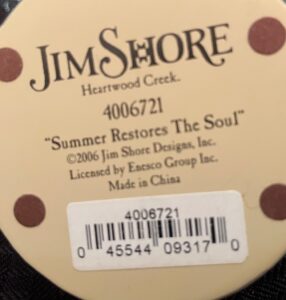 JIM SHORE
Heartwood Creek.
4006721
"Summer Restores The Soul"
©2006 Jim Shore Designs, Inc.
Licensed by Enesco Group Inc.
Made in China
4006721
0 45544 09317 0